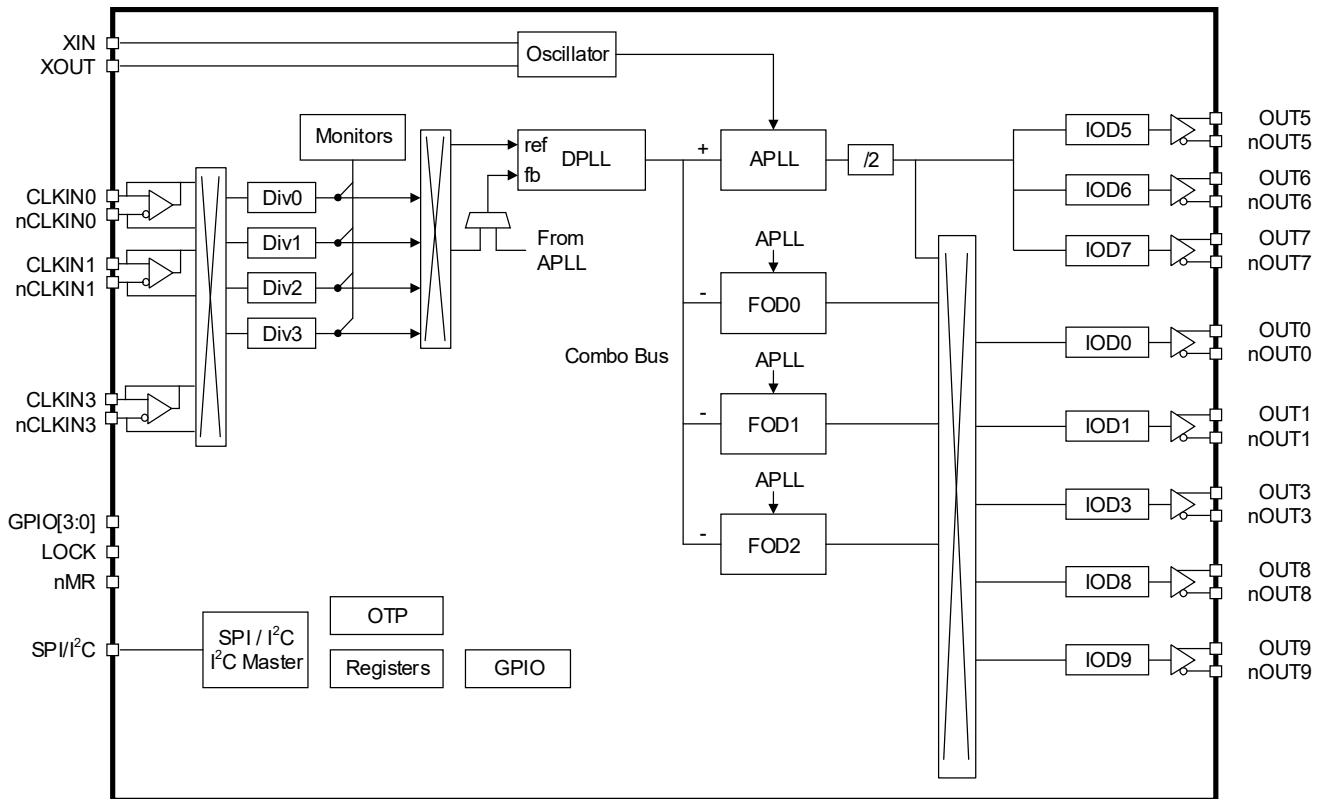 XIN
XOUT
Oscillator
Monitors
ref
fb
DPLL
+
APLL
/2
IOD5
OUT5
nOUT5
CLKIN0
nCLKIN0
Div0
IOD6
OUT6
nOUT6
CLKIN1
nCLKIN1
Div1
From
APLL
APLL
IOD7
OUT7
nOUT7
Div2
-
FOD0
Div3
IOD0
OUT0
nOUT0
Combo Bus
APLL
CLKIN3
nCLKIN3
-
FOD1
IOD1
OUT1
nOUT1
APLL
GPIO[3:0]
LOCK
nMR
-
FOD2
IOD3
OUT3
nOUT3
IOD8
OUT8
nOUT8
SPI/I²C
SPI / I²C
I²C Master
OTP
Registers
GPIO
IOD9
OUT9
nOUT9